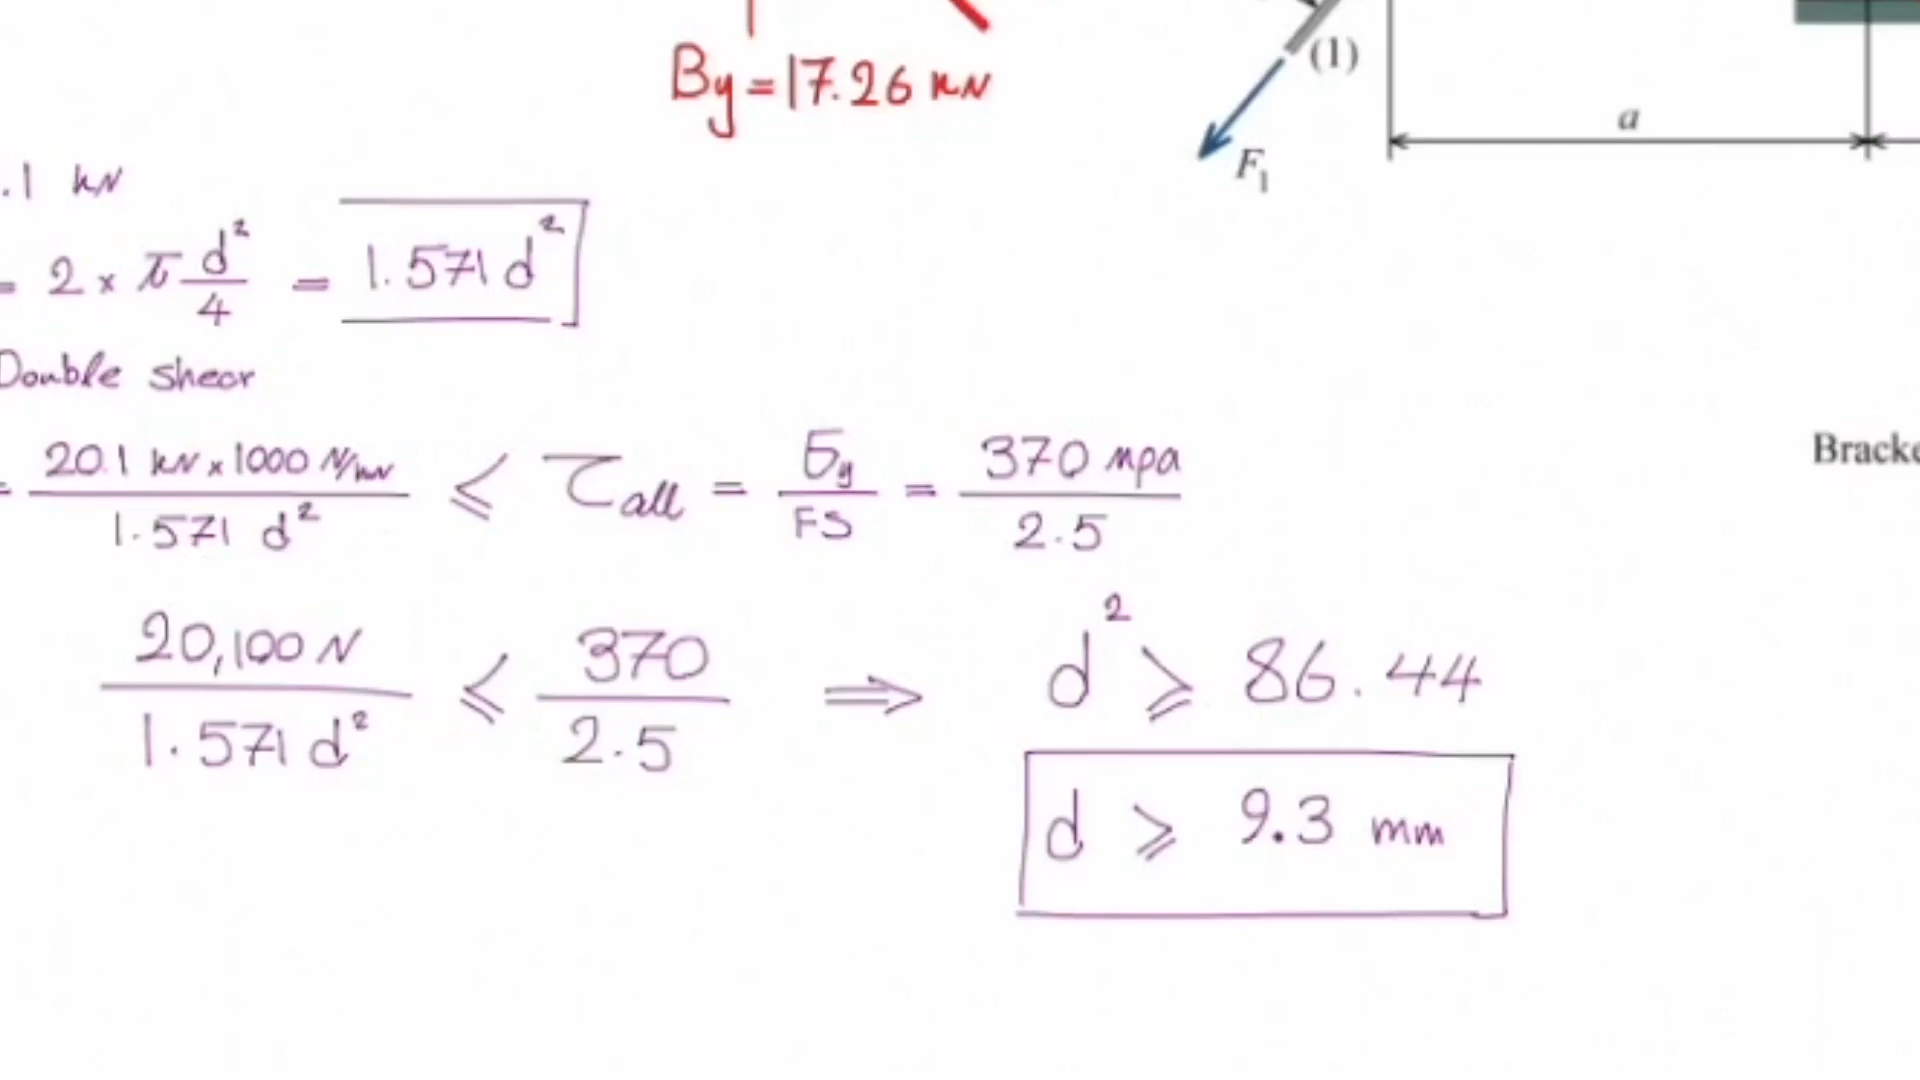 By = 17.26 kN
(1)
F₁
a
.1 kN
= 2 × π d²/4 = 1.571 d²
Double shear
= 20.1 kN × 1000 N/kN / 1.571 d² ⩽ τall = σy / FS = 370 mpa / 2.5
Bracke
20,100 N / 1.571 d² ⩽ 370 / 2.5 ⇒ d² ⩾ 86.44
d ⩾ 9.3 mm